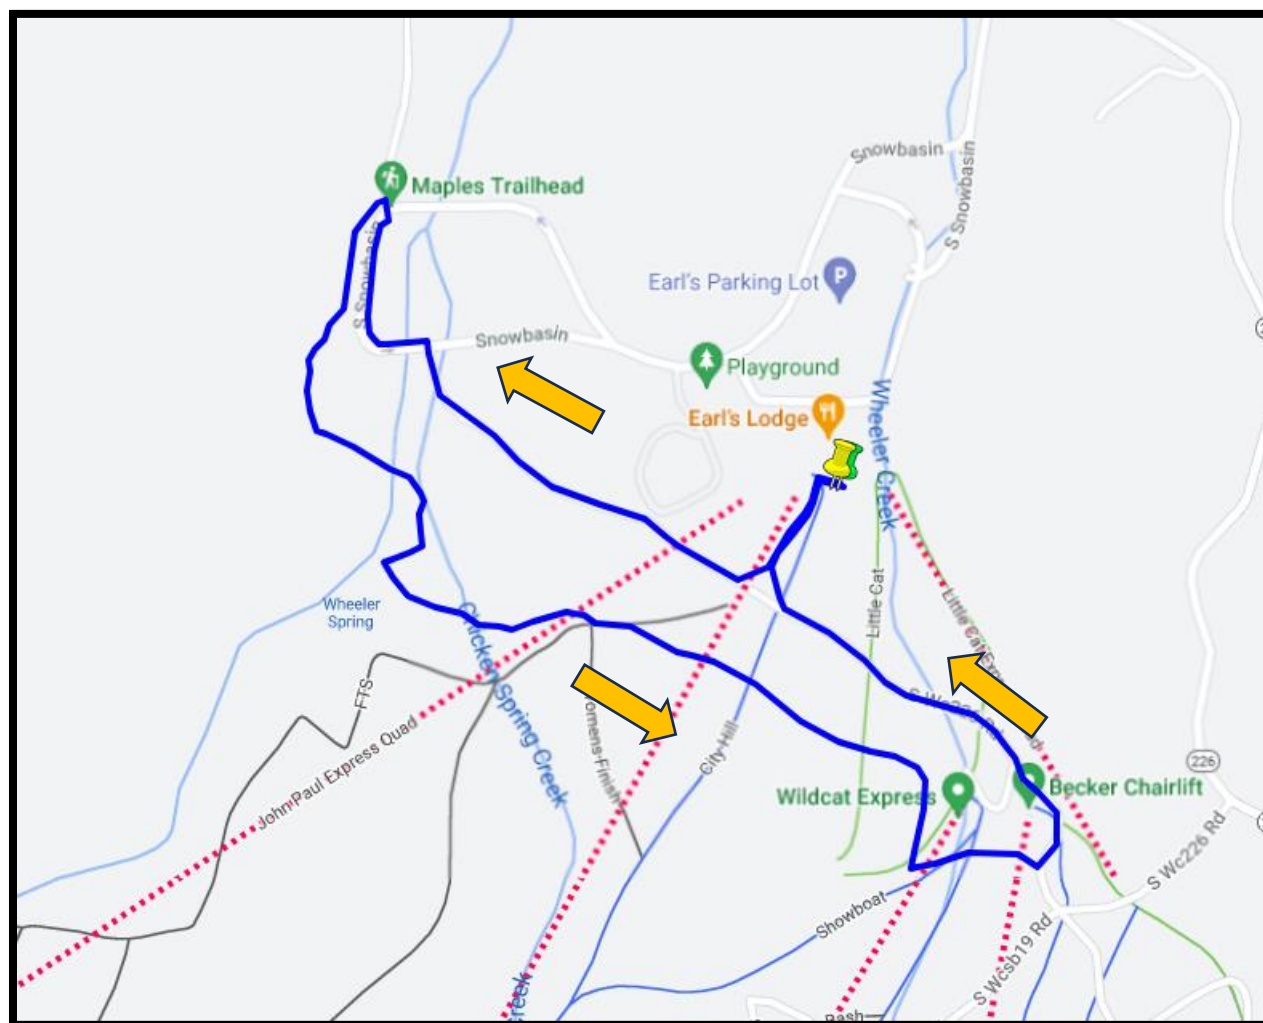 Snowbasin
S Snowbasin
Maples Trailhead
S Snowbasin
Earl's Parking Lot
P
Snowbasin
Playground
Earl's Lodge
Wheeler Creek
Little Cat
Wheeler
Spring
Chicken Spring Creek
FTS
John Paul Express Quad
City Hill
226
Wildcat Express
Becker Chairlift
S Wc226 Rd
Showboat
S Wcsb19 Rd